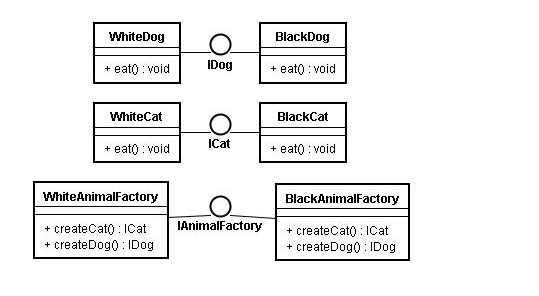 WhiteDog
BlackDog
+ eat() : void
IDog
+ eat() : void
WhiteCat
BlackCat
+ eat() : void
ICat
+ eat() : void
WhiteAnimalFactory
BlackAnimalFactory
+ createCat() : ICat
+ createDog() : IDog
IAnimalFactory
+ createCat() : ICat
+ createDog() : IDog